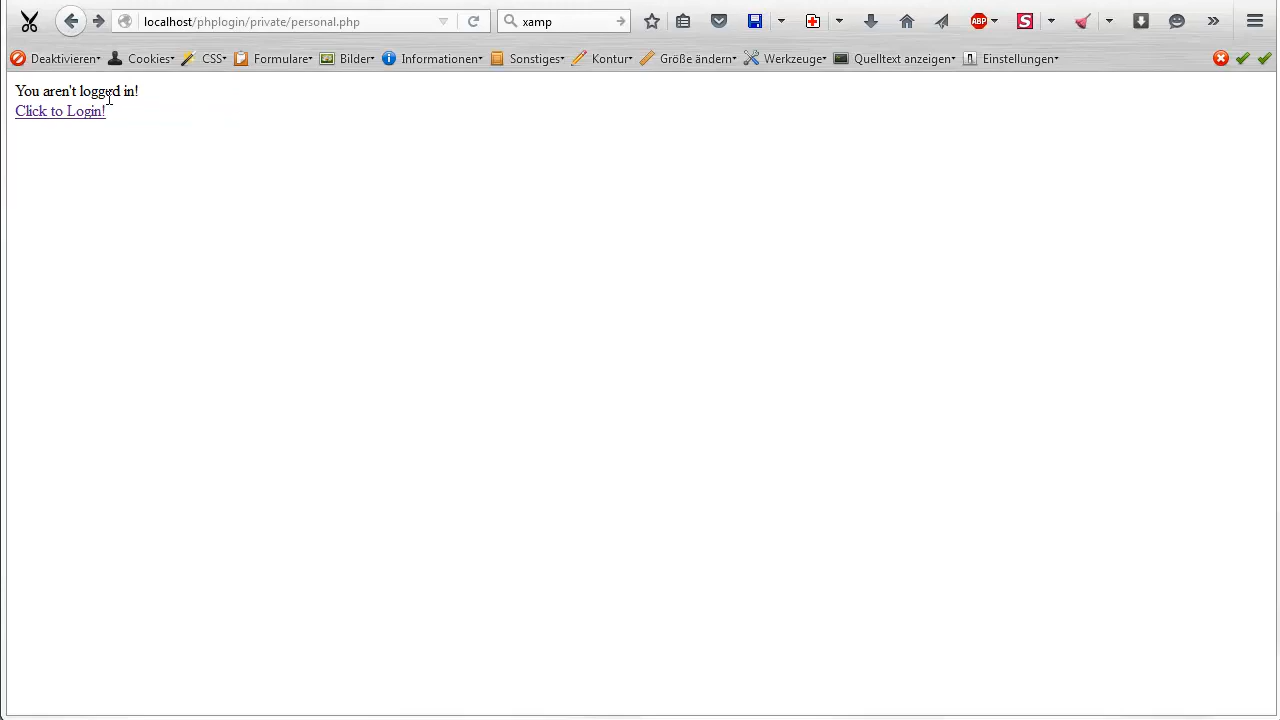 localhost/phplogin/private/personal.php
xamp
ABP
S
Deaktivieren
Cookies
CSS
Formulare
Bilder
Informationen
Sonstiges
Kontur
Größe ändern
Werkzeuge
Quelltext anzeigen
Einstellungen
You aren't logged in!
Click to Login!